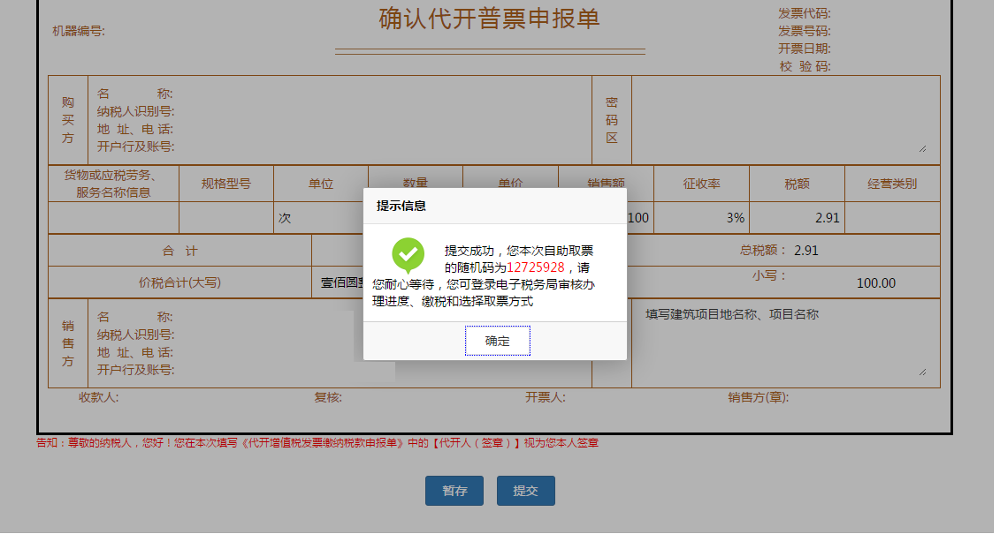 确认代开普票申报单
机器编号:
发票代码:
发票号码:
开票日期:
校 验 码:
购买方
名 称:
纳税人识别号:
地 址、电 话:
开户行及账号:
密码区
货物或应税劳务、
服务名称信息
规格型号
单位
数量
单价
销售额
征收率
税额
经营类别
次
100
3%
2.91
合 计
总税额： 2.91
价税合计(大写)
壹佰圆
小写：
100.00
销售方
名 称:
纳税人识别号:
地 址、电 话:
开户行及账号:
填写建筑项目地名称、项目名称
收款人:
复核:
开票人:
销售方(章):
提示信息
提交成功，您本次自助取票
的随机码为12725928，请
您耐心等待，您可登录电子税务局审核办
理进度、缴税和选择取票方式
确定
告知：尊敬的纳税人，您好！您在本次填写《代开增值税发票缴纳税款申报单》中的【代开人（签章）】视为您本人签章
暂存
提交